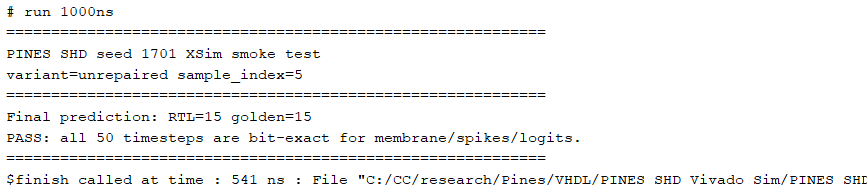 # run 1000ns
============================================================
PINES SHD seed 1701 XSim smoke test
variant=unrepaired sample_index=5
============================================================
Final prediction: RTL=15 golden=15
PASS: all 50 timesteps are bit-exact for membrane/spikes/logits.
============================================================
$finish called at time : 541 ns : File "C:/CC/research/Pines/VHDL/PINES SHD Vivado Sim/PINES SHD